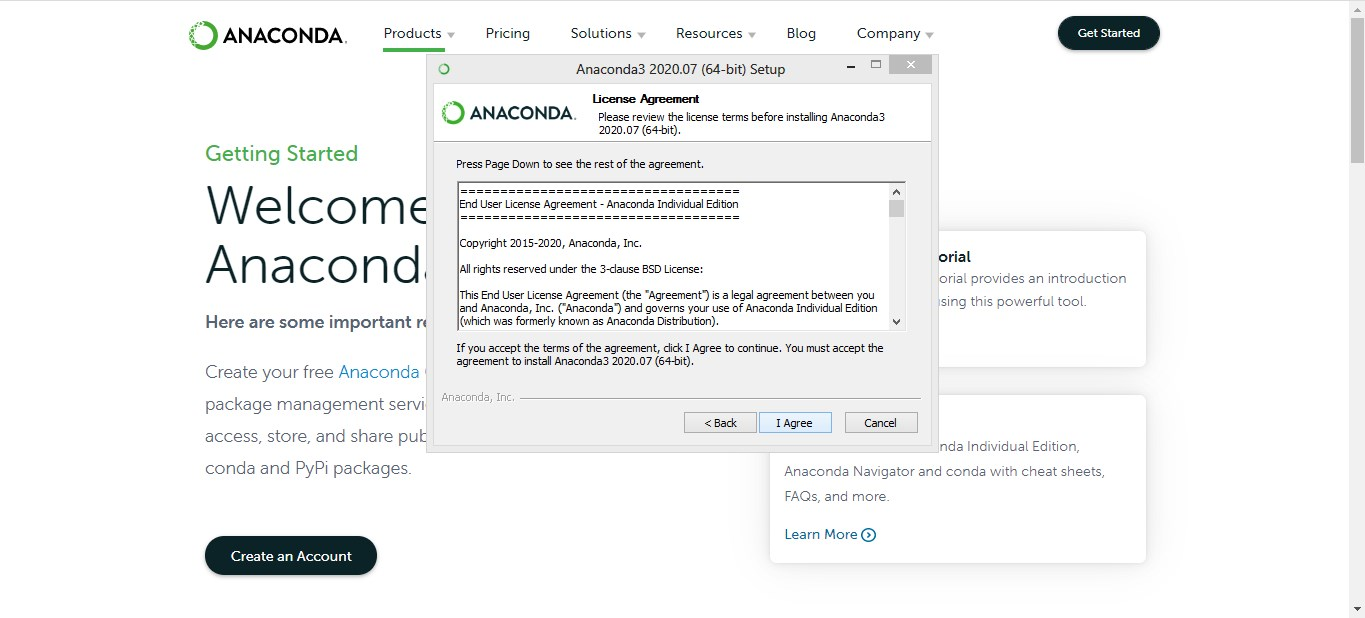 ANACONDA.
Products
Pricing
Solutions
Resources
Blog
Company
Get Started
Anaconda3 2020.07 (64-bit) Setup
ANACONDA.
License Agreement
Please review the license terms before installing Anaconda3
2020.07 (64-bit).
Press Page Down to see the rest of the agreement.
=====================================
End User License Agreement - Anaconda Individual Edition
=====================================
Copyright 2015-2020, Anaconda, Inc.
All rights reserved under the 3-clause BSD License:
This End User License Agreement (the "Agreement") is a legal agreement between you
and Anaconda, Inc. ("Anaconda") and governs your use of Anaconda Individual Edition
(which was formerly known as Anaconda Distribution).
If you accept the terms of the agreement, click I Agree to continue. You must accept the
agreement to install Anaconda3 2020.07 (64-bit).
Anaconda, Inc.
< Back
I Agree
Cancel
Getting Started
Welcome
Anaconda
Here are some important
Create your free Anaconda
package management
access, store, and share
conda and PyPi packages.
Create an Account
orial
orial provides an introduction
using this powerful tool.
nda Individual Edition,
Anaconda Navigator and conda with cheat sheets,
FAQs, and more.
Learn More